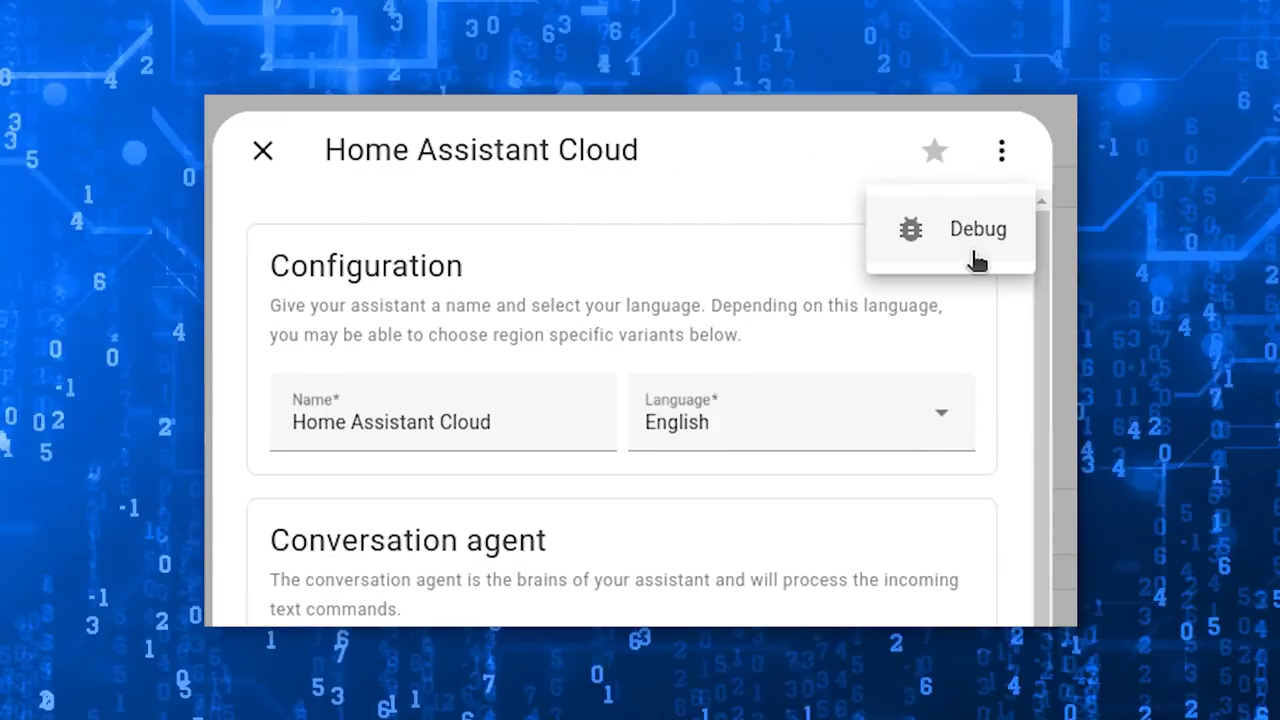 Home Assistant Cloud
Debug
Configuration
Give your assistant a name and select your language. Depending on this language,
you may be able to choose region specific variants below.
Name*
Home Assistant Cloud
Language*
English
Conversation agent
The conversation agent is the brains of your assistant and will process the incoming
text commands.